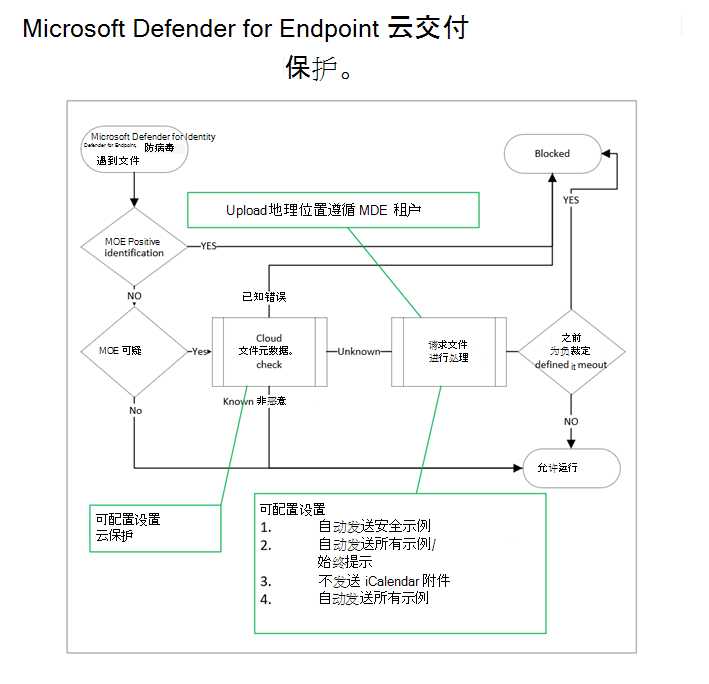 Microsoft Defender for Endpoint 云交付
保护。
Microsoft Defender for Identity
Defender for Endpoint, 防病毒
遇到文件
Blocked
Upload地理位置遵循 MDE 租户
YES
MOE Positive
identification
YES
NO
已知错误
MOE 可疑
Yes
Cloud
文件元数据。
check
Unknown
请求文件
进行处理
之前
为负裁定
defined it meout
No
Known 非恶意
NO
允许运行
可配置设置
云保护
可配置设置
1. 自动发送安全示例
2. 自动发送所有示例/
始终提示
3. 不发送 iCalendar 附件
4. 自动发送所有示例